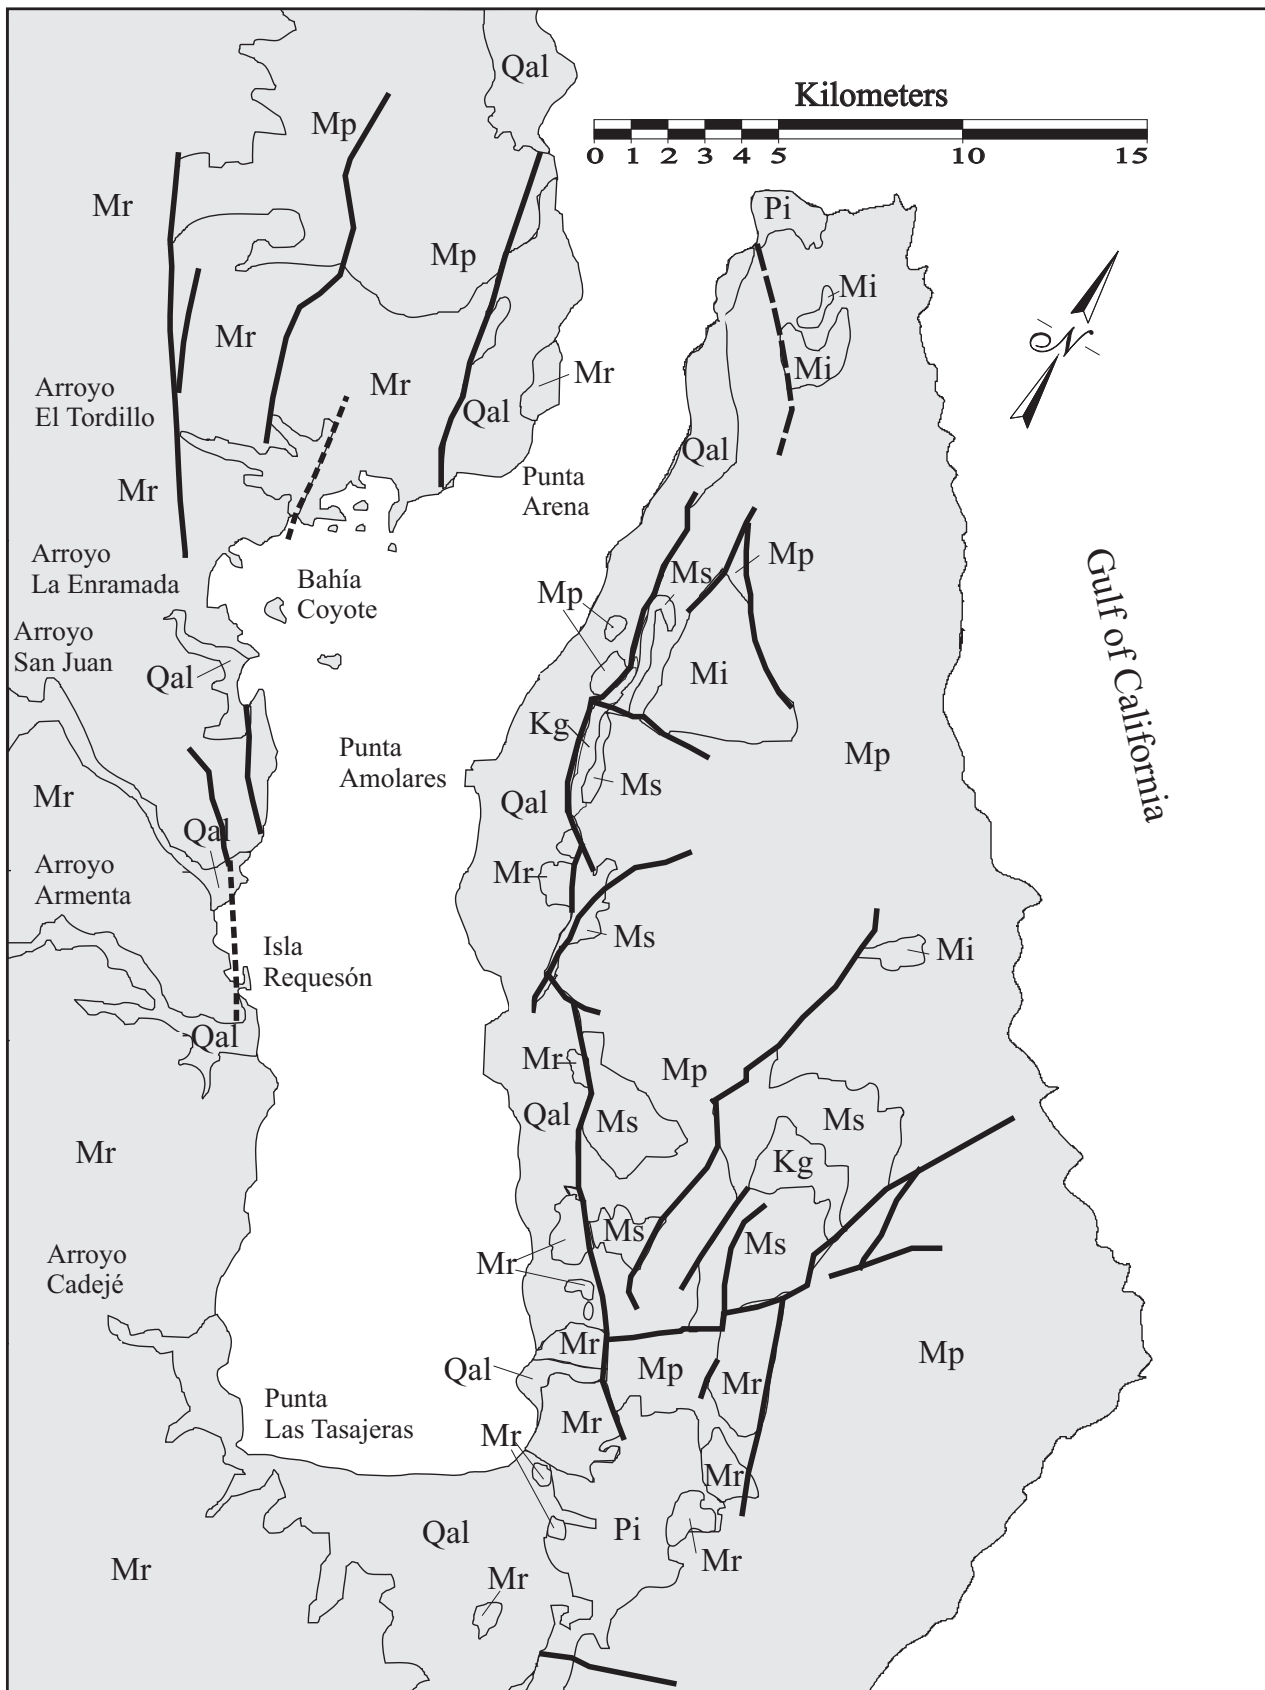 Qal
Kilometers
Mp
0 1 2 3 4 5 10 15
Mr
Pi
Mp
Mi
N
Mr
Mi
Mr
Mr
Arroyo
El Tordillo
Qal
Qal
Mr
Punta
Arena
Arroyo
La Enramada
Mp
Gulf of California
Ms
Bahía
Coyote
Mp
Arroyo
San Juan
Qal
Mi
Kg
Punta
Amolares
Mp
Ms
Mr
Qal
Qal
Arroyo
Armenta
Mr
Ms
Isla
Requesón
Mi
Qal
Mr
Mp
Qal
Ms
Ms
Mr
Kg
Ms
Ms
Arroyo
Cadejé
Mr
Mr
Mp
Qal
Mp
Mr
Punta
Las Tasajeras
Mr
Mr
Mr
Qal
Pi
Mr
Mr
Mr